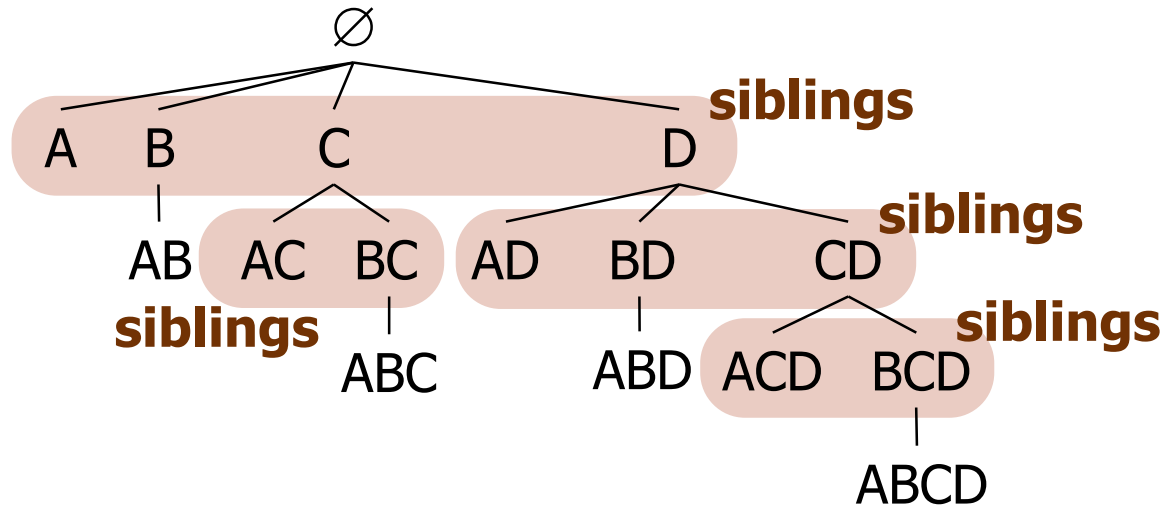 ∅
siblings
A B C D
siblings
AB AC BC AD BD CD
siblings
siblings
ABC ABD ACD BCD
ABCD